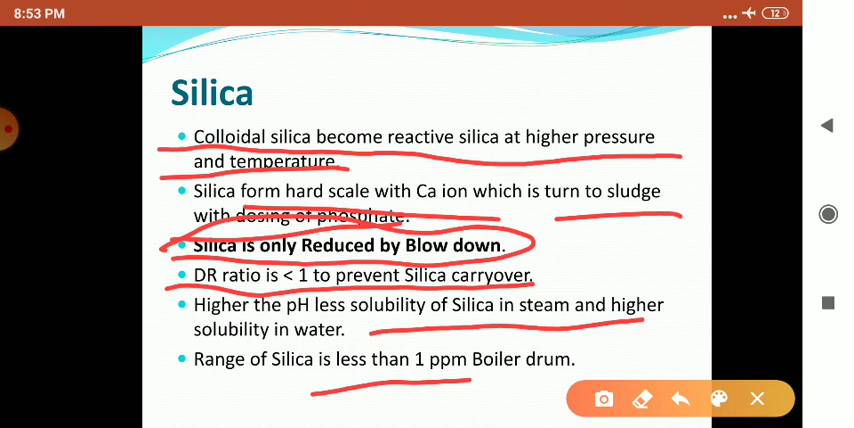 8:53 PM
12
Silica
Colloidal silica become reactive silica at higher pressure
and temperature.
Silica form hard scale with Ca ion which is turn to sludge
with dosing of phosphate.
Silica is only Reduced by Blow down.
DR ratio is < 1 to prevent Silica carryover.
Higher the pH less solubility of Silica in steam and higher
solubility in water.
Range of Silica is less than 1 ppm Boiler drum.